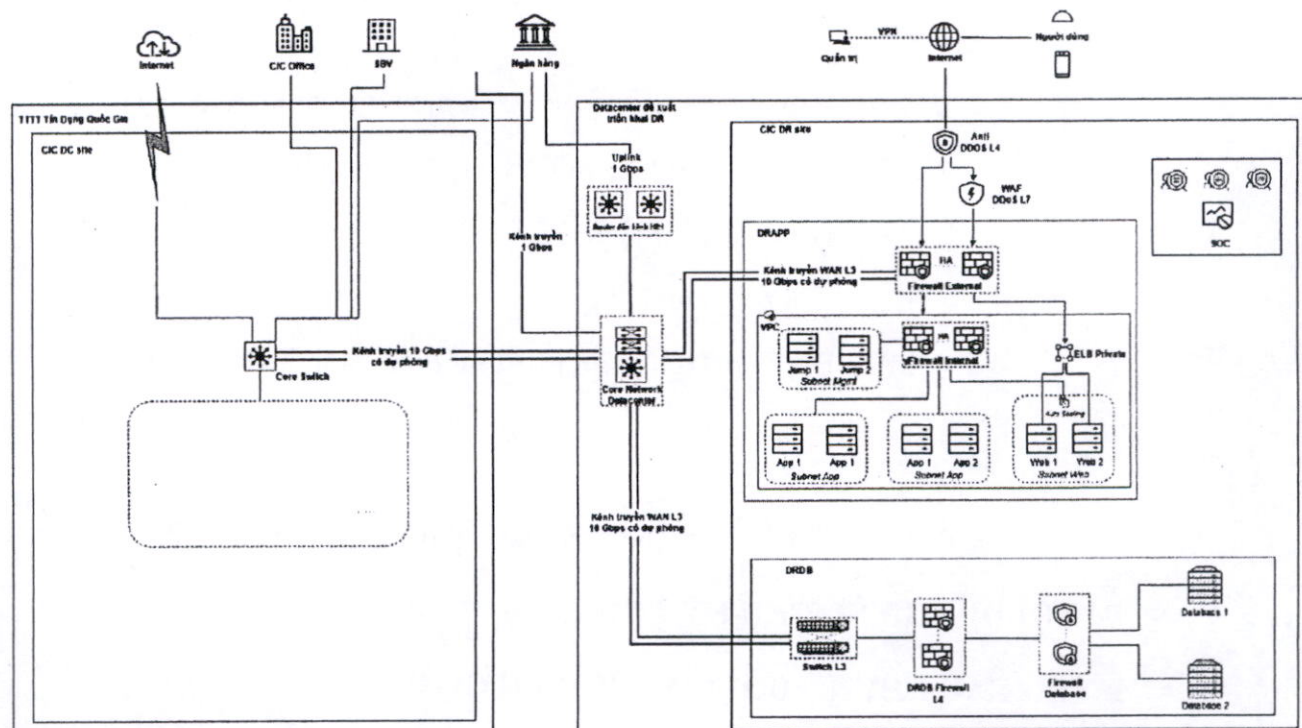 Internet
CIC Office
SBV
Ngân hàng
Quản trị
VPN
Internet
Người dùng
TTTT Tín Dụng Quốc Gia
CIC DC site
Core Switch
Kênh truyền 10 Gbps
có dự phòng
Kênh truyền
1 Gbps
Datacenter đề xuất
triển khai DR
Uplink
1 Gbps
Core Network
Datacenter
Kênh truyền WAN L3
10 Gbps có dự phòng
Kênh truyền WAN L3
10 Gbps có dự phòng
CIC DR site
Anti
DDOS L4
WAF
DDoS L7
SOC
DRAPP
HA
Firewall External
VPC
HA
Firewall Internal
ELB Private
Jump 1
Jump 2
Subnet Mgmt
Auto Scaling
App 1
App 1
Subnet App
App 1
App 2
Subnet App
Web 1
Web 2
Subnet Web
DRDB
Switch L3
DRDB Firewall
L4
Firewall
Database
Database 1
Database 2